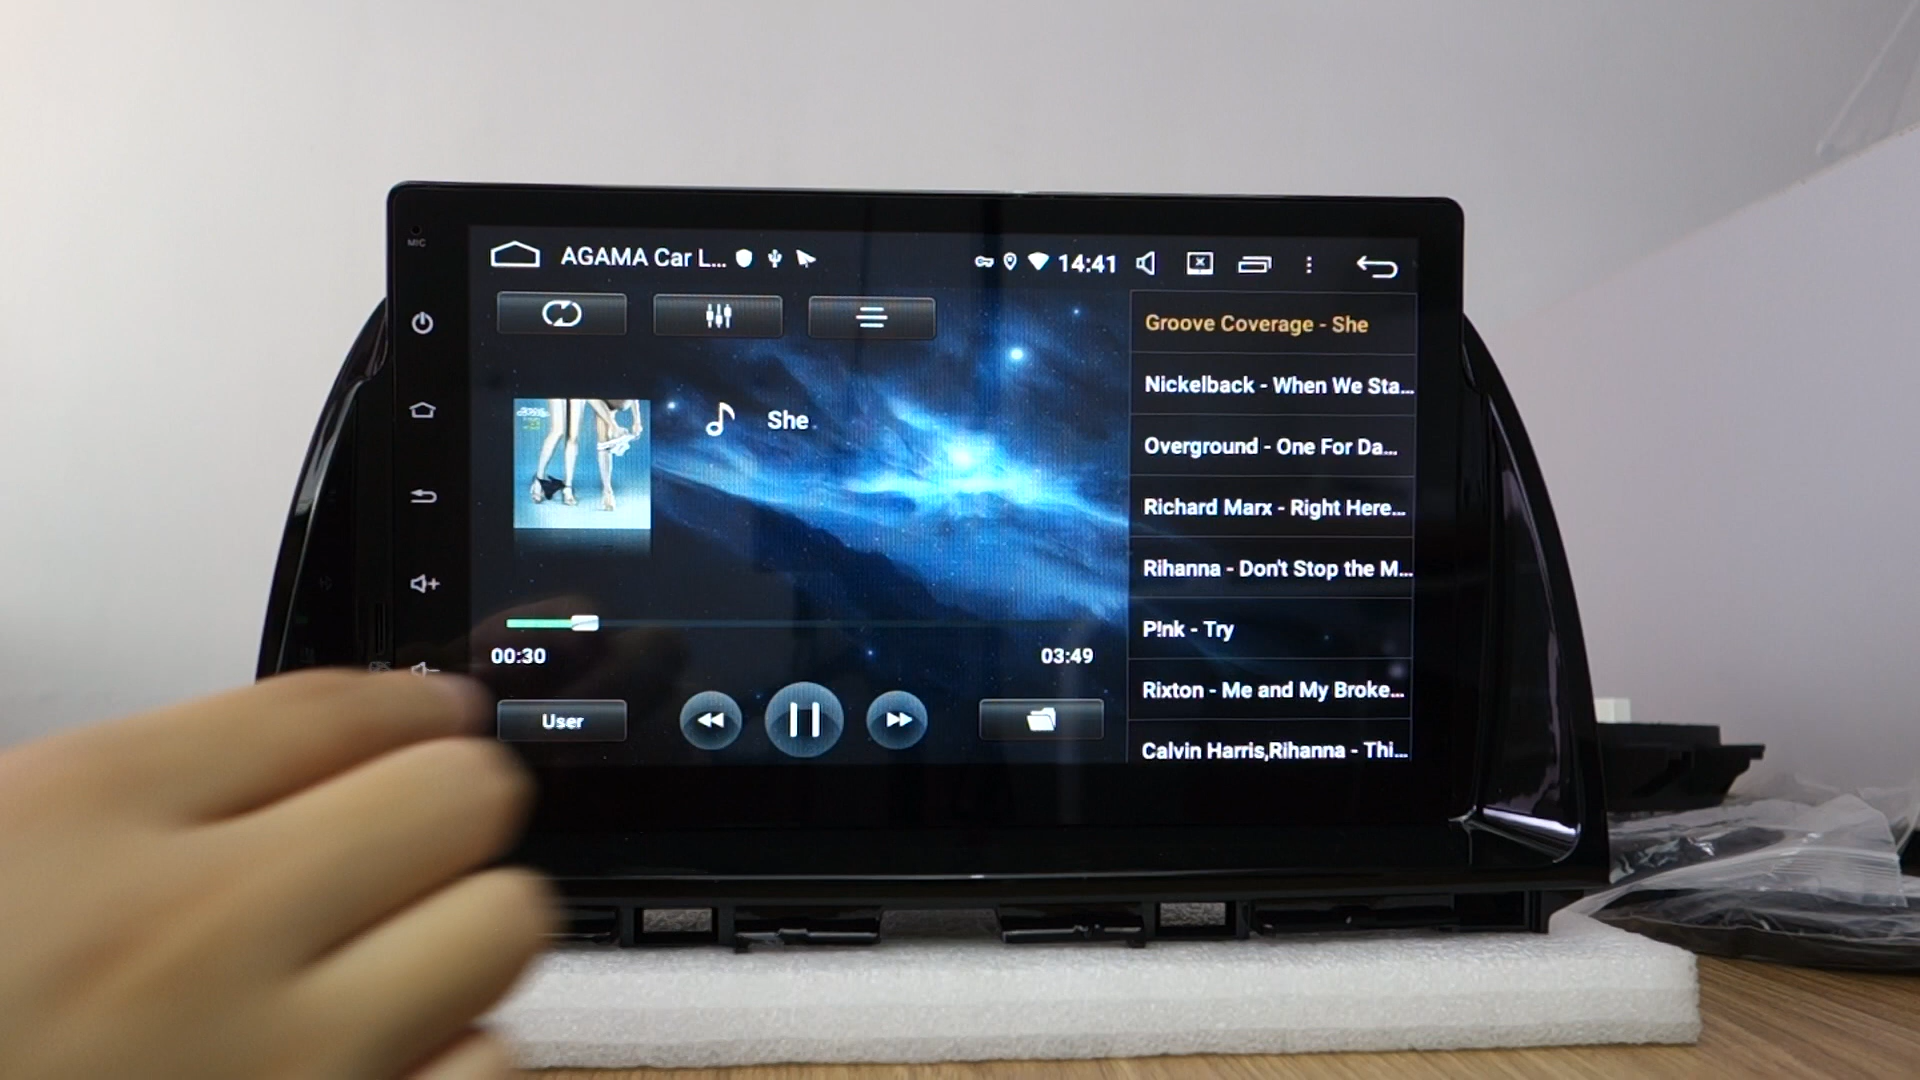 MIC
AGAMA Car L...
14:41
She
00:30
03:49
User
Groove Coverage - She
Nickelback - When We Sta...
Overground - One For Da...
Richard Marx - Right Here...
Rihanna - Don't Stop the M...
P!nk - Try
Rixton - Me and My Broke...
Calvin Harris,Rihanna - Thi...
GPS